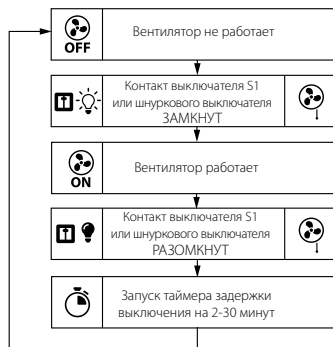 OFF
Вентилятор не работает
Контакт выключателя S1
или шнуркового выключателя
ЗАМКНУТ
ON
Вентилятор работает
Контакт выключателя S1
или шнуркового выключателя
РАЗОМКНУТ
Запуск таймера задержки
выключения на 2-30 минут